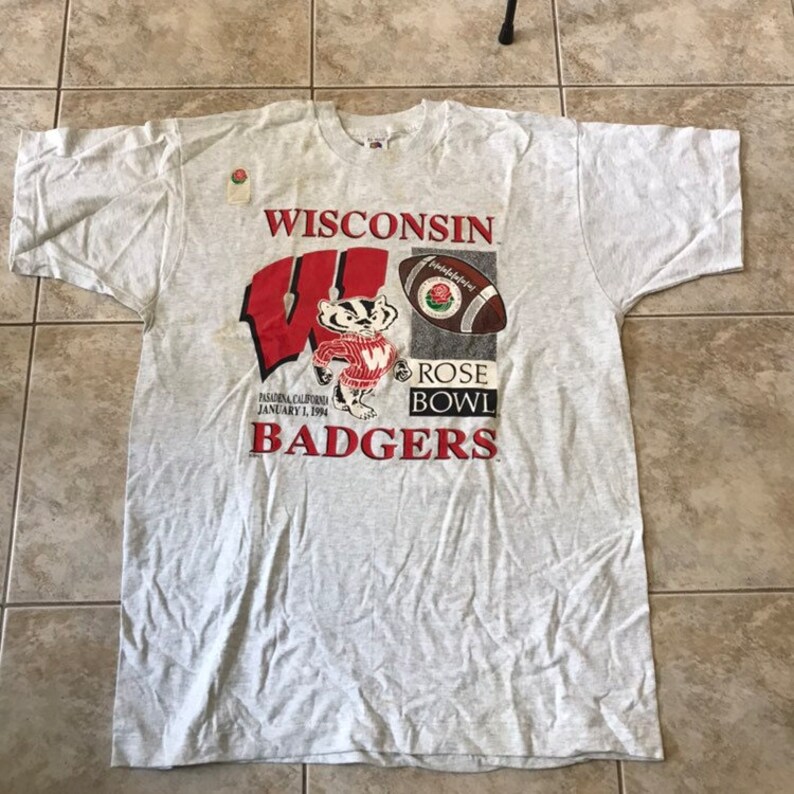 WISCONSIN
W
W
ROSE
BOWL
PASADENA, CALIFORNIA
JANUARY 1, 1994
BADGERS